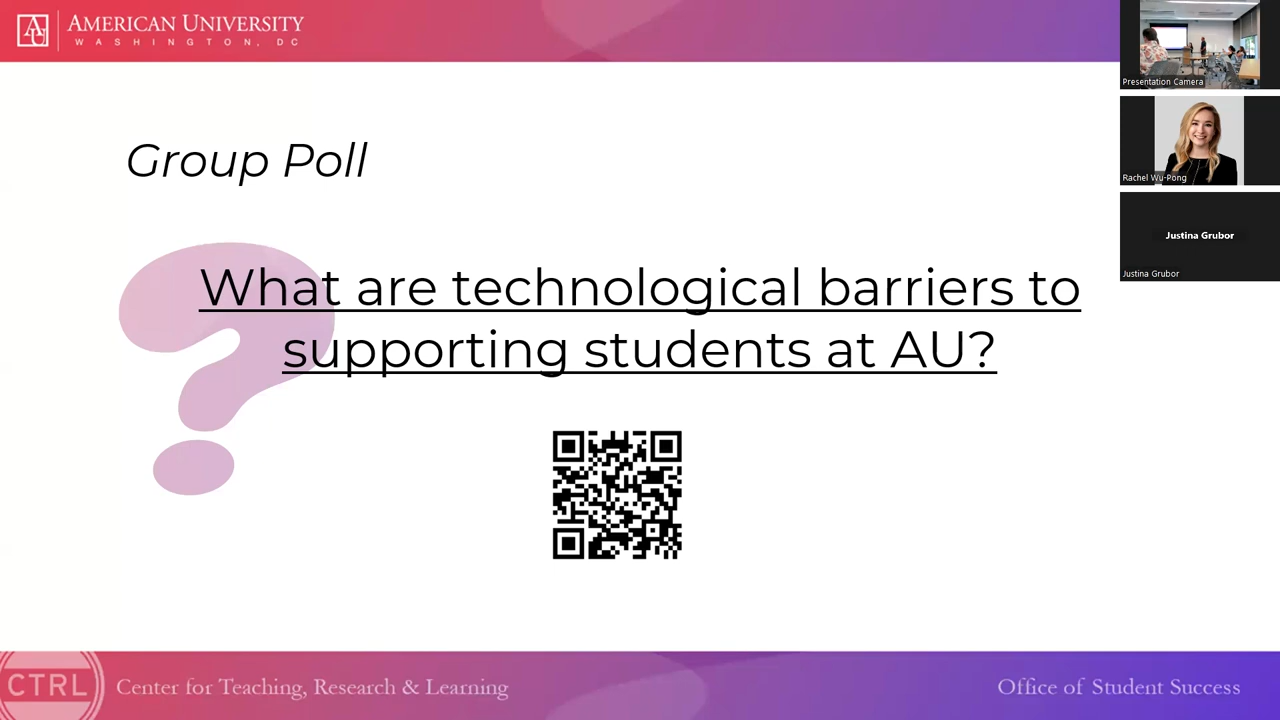 AMERICAN UNIVERSITY
WASHINGTON, DC
Group Poll
What are technological barriers to
supporting students at AU?
Presentation Camera
Rachel Wu-Pong
Justina Grubor
Justina Grubor
CTRL
Center for Teaching, Research & Learning
Office of Student Success